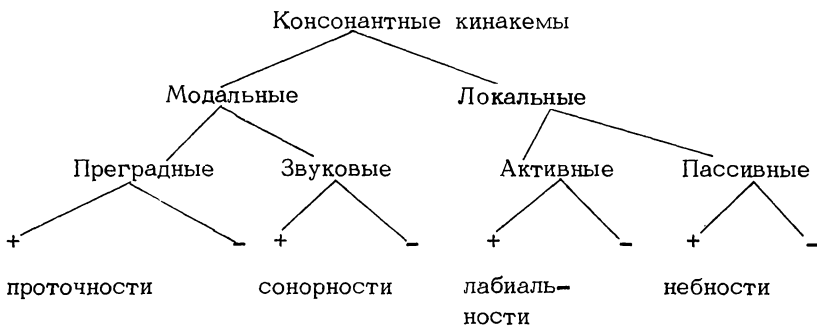 Консонантные кинакемы
Модальные Локальные
Преградные Звуковые Активные Пассивные
+ – + – + – + –
проточности сонорности лабиаль– небности
ности